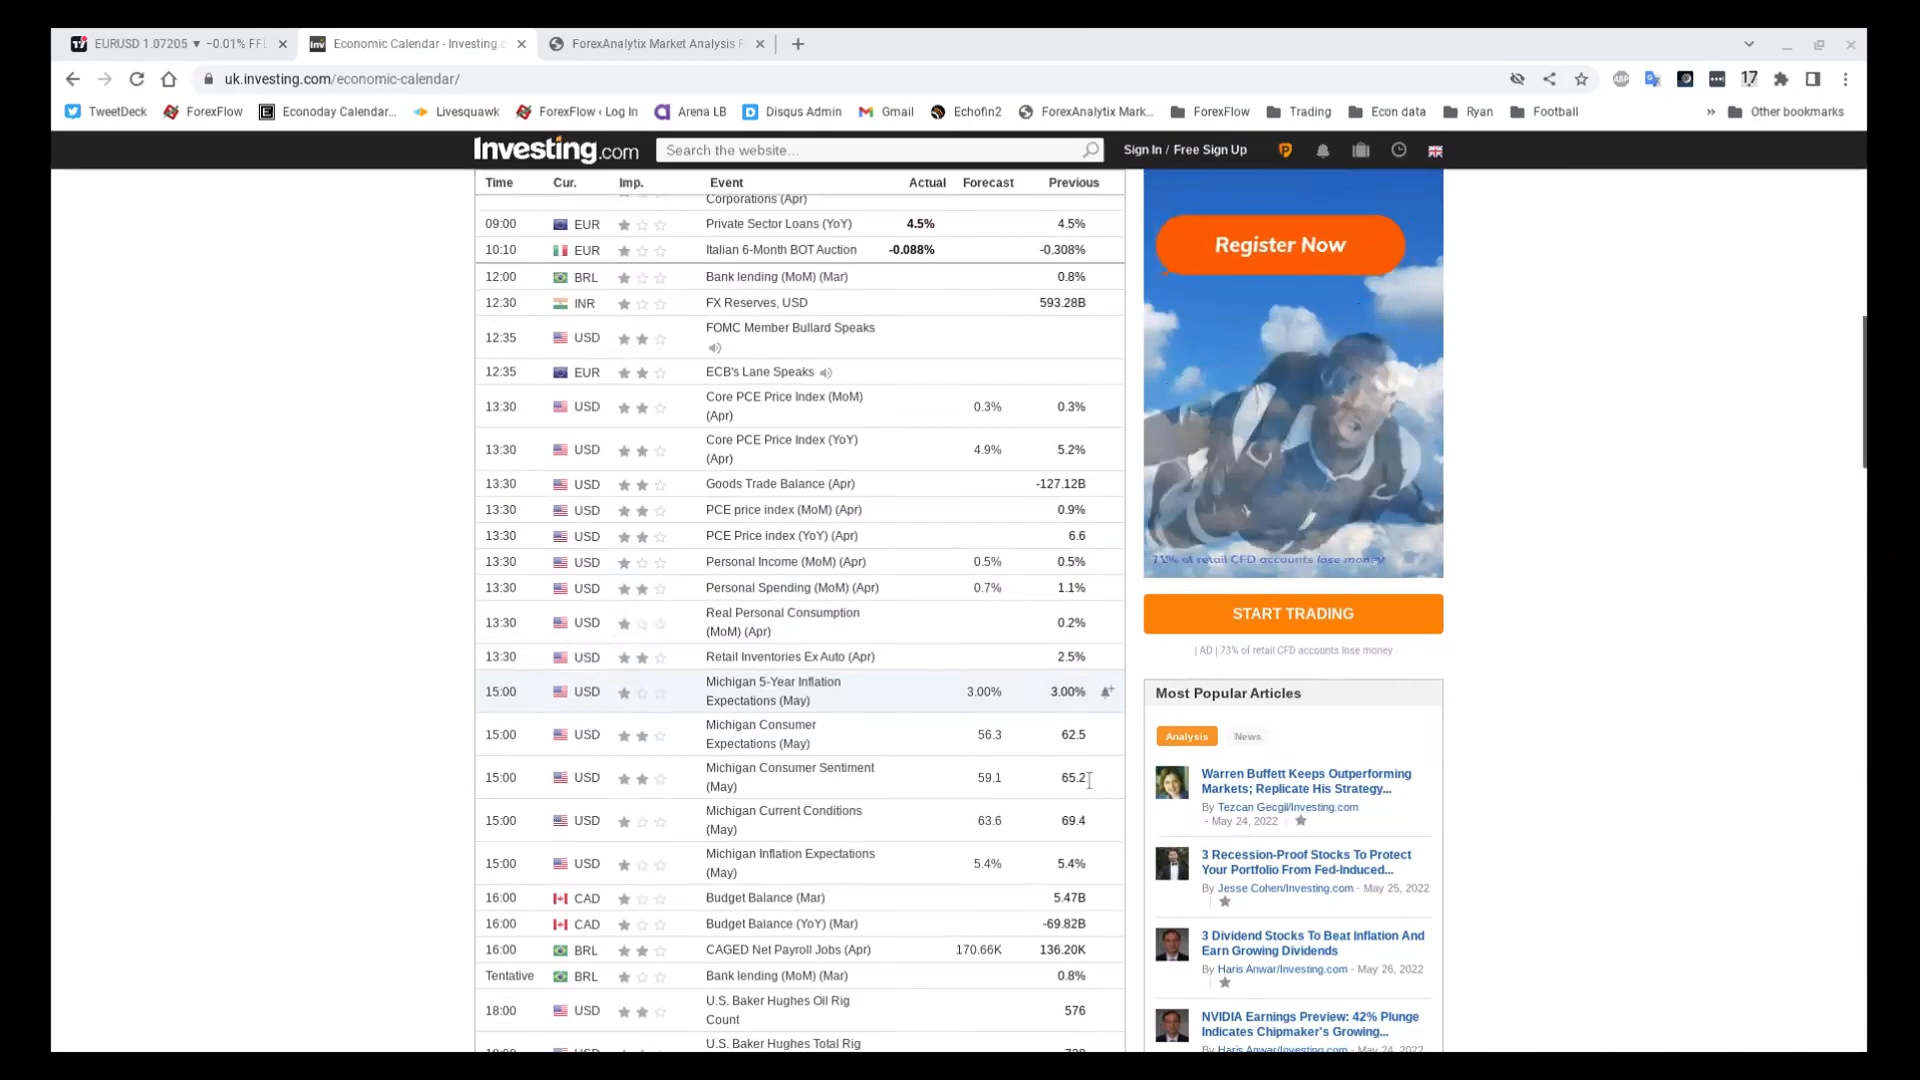 EURUSD 1.07205 ▼ −0.01% FFL
Economic Calendar - Investing.c
ForexAnalytix Market Analysis F
uk.investing.com/economic-calendar/
TweetDeck ForexFlow Econoday Calendar... Livesquawk ForexFlow ‹ Log In Arena LB Disqus Admin Gmail Echofin2 ForexAnalytix Mark... ForexFlow Trading Econ data Ryan Football » Other bookmarks
Investing.com Search the website... Sign In / Free Sign Up
Time Cur. Imp. Event Actual Forecast Previous
Corporations (Apr)
09:00 EUR Private Sector Loans (YoY) 4.5% 4.5%
10:10 EUR Italian 6-Month BOT Auction -0.088% -0.308%
12:00 BRL Bank lending (MoM) (Mar) 0.8%
12:30 INR FX Reserves, USD 593.28B
12:35 USD FOMC Member Bullard Speaks
12:35 EUR ECB's Lane Speaks
13:30 USD Core PCE Price Index (MoM) 0.3% 0.3%
(Apr)
13:30 USD Core PCE Price Index (YoY) 4.9% 5.2%
(Apr)
13:30 USD Goods Trade Balance (Apr) -127.12B
13:30 USD PCE price index (MoM) (Apr) 0.9%
13:30 USD PCE Price index (YoY) (Apr) 6.6
13:30 USD Personal Income (MoM) (Apr) 0.5% 0.5%
13:30 USD Personal Spending (MoM) (Apr) 0.7% 1.1%
13:30 USD Real Personal Consumption 0.2%
(MoM) (Apr)
13:30 USD Retail Inventories Ex Auto (Apr) 2.5%
15:00 USD Michigan 5-Year Inflation 3.00% 3.00%
Expectations (May)
15:00 USD Michigan Consumer 56.3 62.5
Expectations (May)
15:00 USD Michigan Consumer Sentiment 59.1 65.2
(May)
15:00 USD Michigan Current Conditions 63.6 69.4
(May)
15:00 USD Michigan Inflation Expectations 5.4% 5.4%
(May)
16:00 CAD Budget Balance (Mar) 5.47B
16:00 CAD Budget Balance (YoY) (Mar) -69.82B
16:00 BRL CAGED Net Payroll Jobs (Apr) 170.66K 136.20K
Tentative BRL Bank lending (MoM) (Mar) 0.8%
18:00 USD U.S. Baker Hughes Oil Rig 576
Count
U.S. Baker Hughes Total Rig
Register Now
of retail CFD accounts lose money
START TRADING
| AD | 73% of retail CFD accounts lose money
Most Popular Articles
Analysis News
Warren Buffett Keeps Outperforming
Markets; Replicate His Strategy...
By Tezcan Gecgil/Investing.com
- May 24, 2022 |
3 Recession-Proof Stocks To Protect
Your Portfolio From Fed-Induced...
By Jesse Cohen/Investing.com - May 25, 2022
|
3 Dividend Stocks To Beat Inflation And
Earn Growing Dividends
By Haris Anwar/Investing.com - May 26, 2022
|
NVIDIA Earnings Preview: 42% Plunge
Indicates Chipmaker's Growing...
By Haris Anwar/Investing.com - May 24, 2022